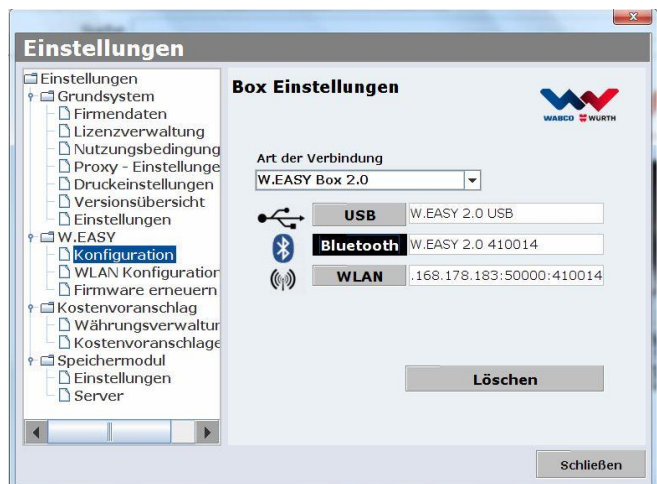 Einstellungen
Einstellungen
Grundsystem
Firmendaten
Lizenzverwaltung
Nutzungsbedingung
Proxy - Einstellunge
Druckeinstellungen
Versionsübersicht
Einstellungen
W.EASY
Konfiguration
WLAN Konfiguration
Firmware erneuern
Kostenvoranschlag
Währungsverwaltur
Kostenvoranschlage
Speichermodul
Einstellungen
Server
Box Einstellungen
WABCO WÜRTH
Art der Verbindung
W.EASY Box 2.0
USB W.EASY 2.0 USB
Bluetooth W.EASY 2.0 410014
WLAN .168.178.183:50000:410014
Löschen
Schließen